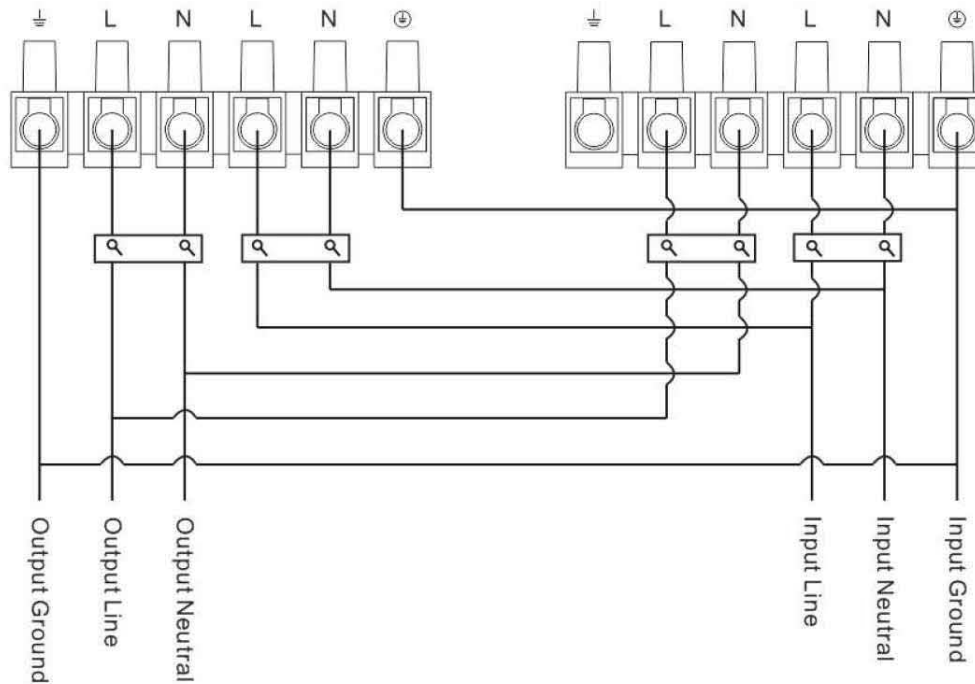 ⏚ L N L N ⏚
⏚ L N L N ⏚
Output Ground
Output Line
Output Neutral
Input Line
Input Neutral
Input Ground